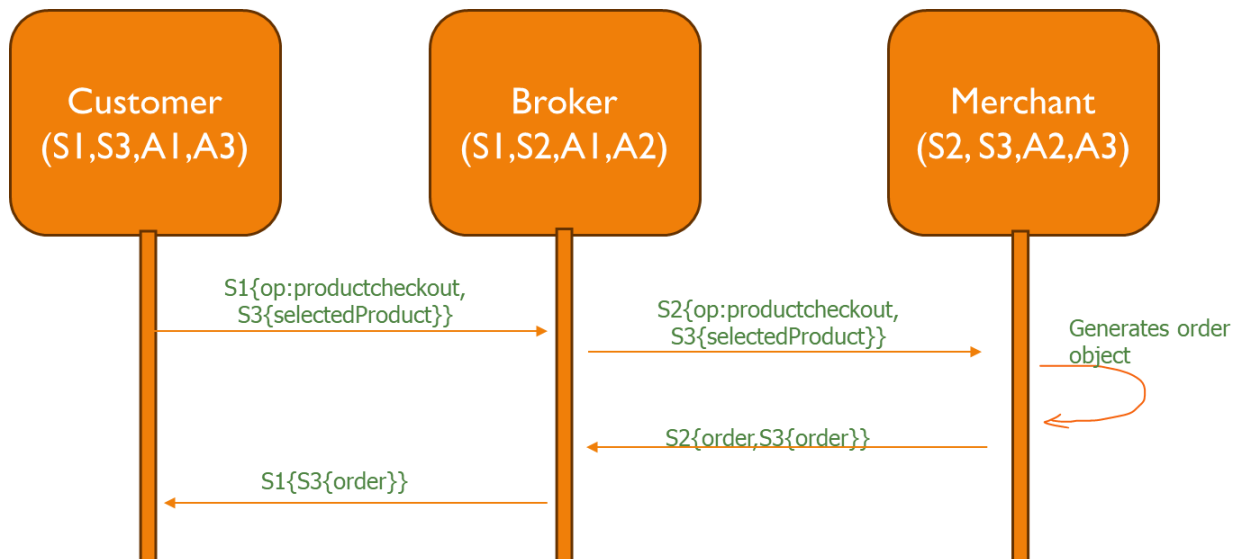 Customer
(S1,S3,A1,A3)
Broker
(S1,S2,A1,A2)
Merchant
(S2, S3,A2,A3)
S1{op:productcheckout,
S3{selectedProduct}}
S2{op:productcheckout,
S3{selectedProduct}}
Generates order
object
S2{order,S3{order}}
S1{S3{order}}